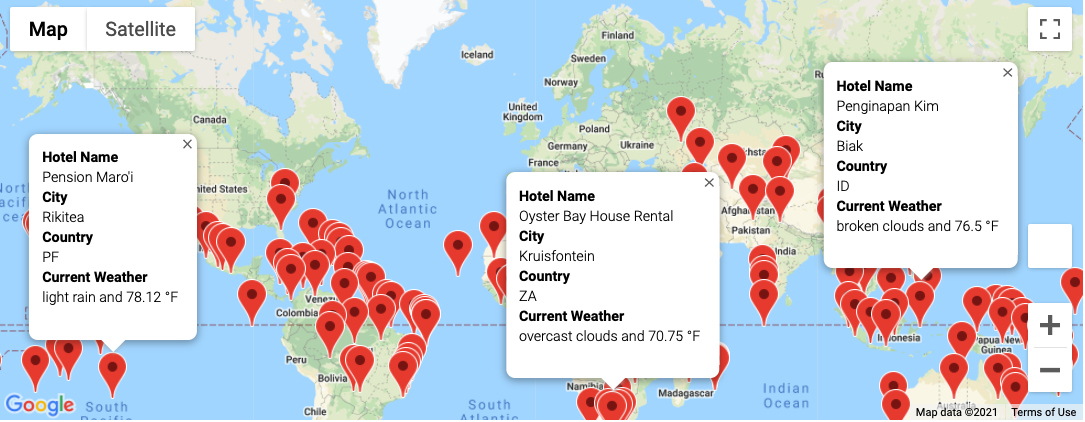 Map
Satellite
Iceland
Finland
Sweden
Norway
United
Kingdom
Poland
Germany
Ukraine
France
Canada
North
Atlantic
Ocean
Afghanistan
Pakistan
India
Colombia
Peru
Bolivia
Chile
Namibia
Madagascar
Indian
Ocean
Indonesia
Papua New
Guinea
Australia
South
Atlantic
South
Hotel Name
Pension Maro'i
City
Rikitea
Country
PF
Current Weather
light rain and 78.12 °F
Hotel Name
Oyster Bay House Rental
City
Kruisfontein
Country
ZA
Current Weather
overcast clouds and 70.75 °F
Hotel Name
Penginapan Kim
City
Biak
Country
ID
Current Weather
broken clouds and 76.5 °F
Google
Map data ©2021
Terms of Use